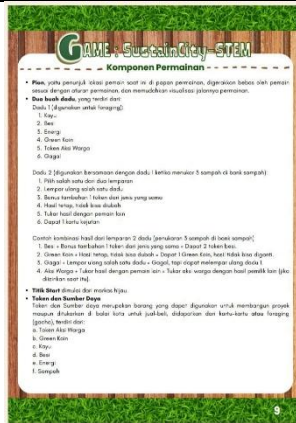 GAME : SustainCity-STEM
Komponen Permainan
• Pion, yaitu penunjuk lokasi pemain saat ini di papan permainan, digerakkan bebas oleh pemain
sesuai dengan aturan permainan, dan memudahkan visualisasi jalannya permainan.
• Dua buah dadu, yang terdiri dari:
Dadu 1 (digunakan untuk foraging)
1. Kayu
2. Besi
3. Energi
4. Green Koin
5. Token Aksi Warga
6. Gagal
Dadu 2 (digunakan bersamaan dengan dadu 1 ketika menukar 3 sampah di bank sampah)
1. Pilih salah satu dari dua lemparan
2. Lempar ulang salah satu dadu
3. Bonus tambahan 1 token dari jenis yang sama
4. Hasil tetap, tidak bisa diubah
5. Tukar hasil dengan pemain lain
6. Dapat 1 kartu kejutan
Contoh kombinasi hasil dari lemparan 2 dadu (penukaran 3 sampah di bank sampah)
1. Besi + Bonus tambahan 1 token dari jenis yang sama = Dapat 2 token besi.
2. Green Koin + Hasil tetap, tidak bisa diubah = Dapat 1 Green Koin, hasil tidak bisa diganti.
3. Gagal + Lempar ulang salah satu dadu = Gagal, tapi dapat melempar ulang dadu 1.
4. Aksi Warga + Tukar hasil dengan pemain lain = Tukar aksi warga dengan hasil pemilik lain (jika
diizinkan saat itu).
• Titik Start dimulai dari markas hijau
• Token dan Sumber Daya
Token dan Sumber Daya merupakan barang yang dapat digunakan untuk membangun proyek
maupun ditukarkan di balai kota untuk jual-beli, didapatkan dari kartu-kartu atau foraging
(gacha), terdiri dari:
a. Token Aksi Warga
b. Green Koin
c. Kayu
d. Besi
e. Energi
f. Sampah
9